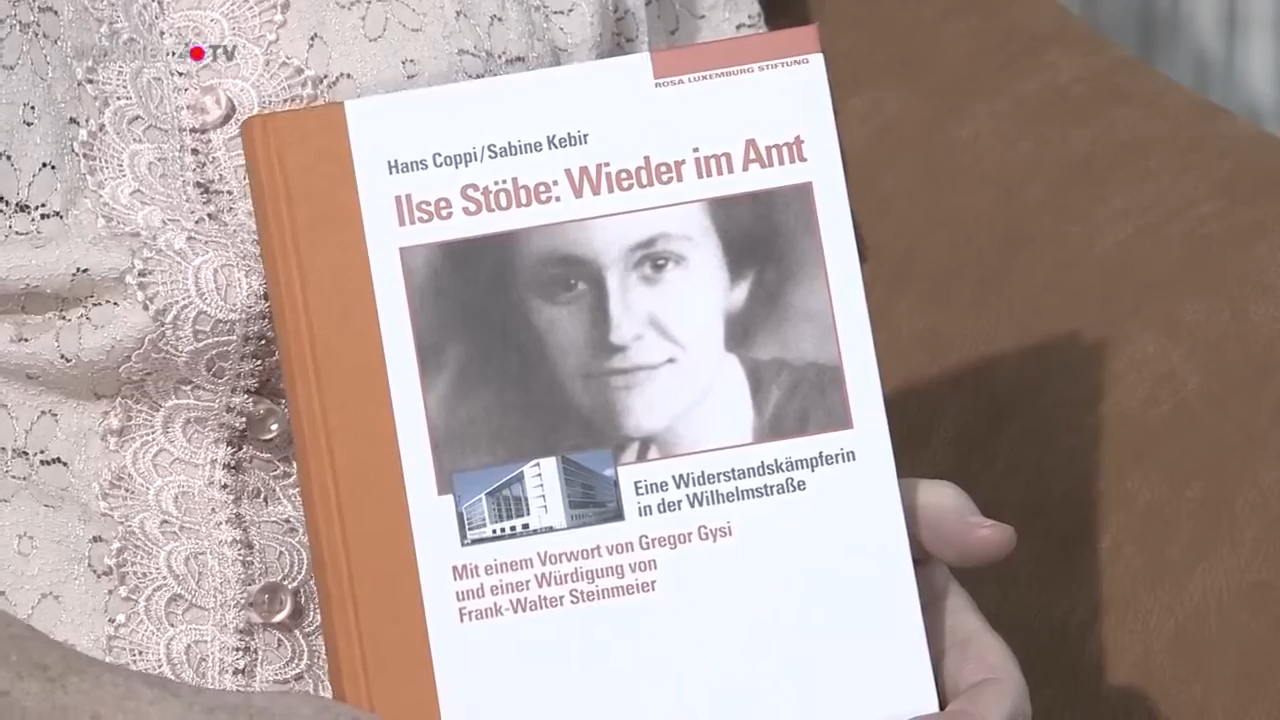 TV
ROSA LUXEMBURG STIFTUNG
Hans Coppi/Sabine Kebir
Ilse Stöbe: Wieder im Amt
Eine Widerstandskämpferin
in der Wilhelmstraße
Mit einem Vorwort von Gregor Gysi
und einer Würdigung von
Frank-Walter Steinmeier